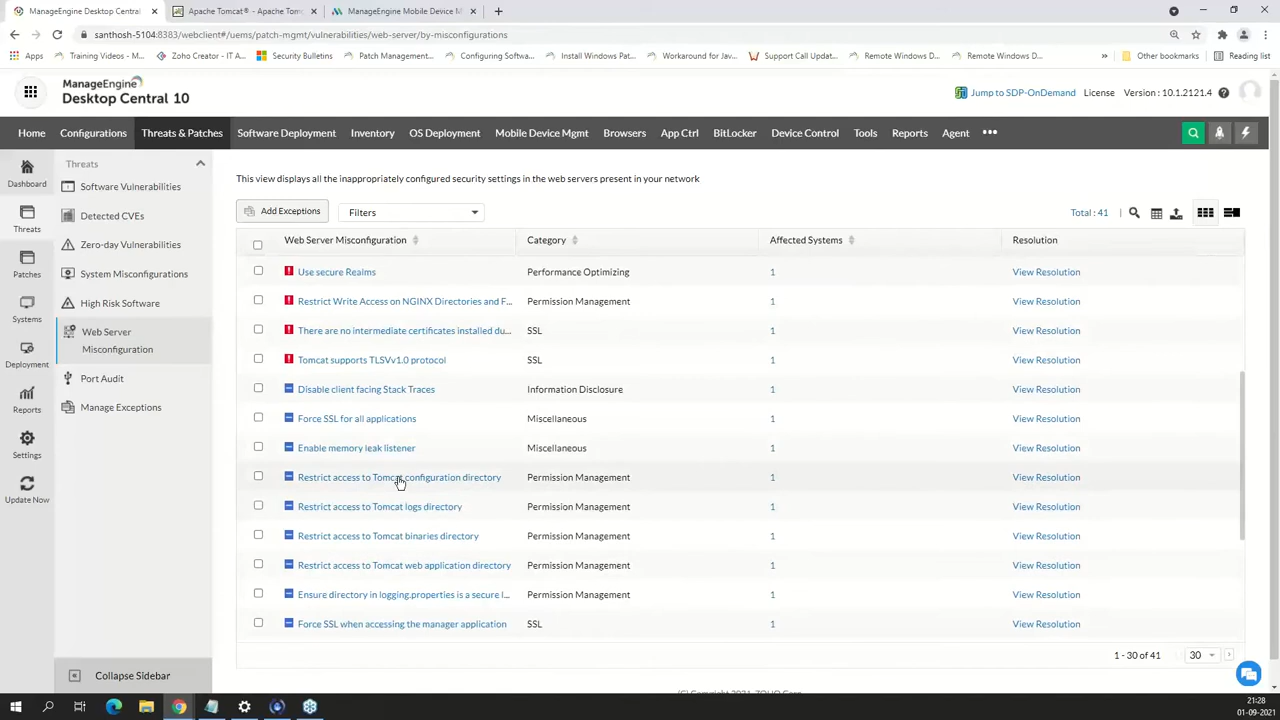 ManageEngine Desktop Central
Apache Tomcat® - Apache Tom
ManageEngine Mobile Device M
santhosh-5104:8383/webclient#/uems/patch-mgmt/vulnerabilities/web-server/by-misconfigurations
Apps
Training Videos - M...
Zoho Creator - IT A...
Security Bulletins
Patch Management...
Configuring Softwa...
Install Windows Pat...
Workaround for Jav...
Support Call Updat...
Remote Windows D...
Remote Windows D...
»
Other bookmarks
Reading list
ManageEngine
Desktop Central 10
Jump to SDP-OnDemand
License
Version : 10.1.2121.4
Home
Configurations
Threats & Patches
Software Deployment
Inventory
OS Deployment
Mobile Device Mgmt
Browsers
App Ctrl
BitLocker
Device Control
Tools
Reports
Agent
•••
Dashboard
Threats
Patches
Systems
Deployment
Reports
Settings
Update Now
Threats
Software Vulnerabilities
Detected CVEs
Zero-day Vulnerabilities
System Misconfigurations
High Risk Software
Web Server
Misconfiguration
Port Audit
Manage Exceptions
Collapse Sidebar
This view displays all the inappropriately configured security settings in the web servers present in your network
Add Exceptions
Filters
Total : 41
Web Server Misconfiguration Category Affected Systems Resolution
Use secure Realms Performance Optimizing 1 View Resolution
Restrict Write Access on NGINX Directories and F... Permission Management 1 View Resolution
There are no intermediate certificates installed du... SSL 1 View Resolution
Tomcat supports TLSVv1.0 protocol SSL 1 View Resolution
Disable client facing Stack Traces Information Disclosure 1 View Resolution
Force SSL for all applications Miscellaneous 1 View Resolution
Enable memory leak listener Miscellaneous 1 View Resolution
Restrict access to Tomcat configuration directory Permission Management 1 View Resolution
Restrict access to Tomcat logs directory Permission Management 1 View Resolution
Restrict access to Tomcat binaries directory Permission Management 1 View Resolution
Restrict access to Tomcat web application directory Permission Management 1 View Resolution
Ensure directory in logging.properties is a secure l... Permission Management 1 View Resolution
Force SSL when accessing the manager application SSL 1 View Resolution
1 - 30 of 41
30
(C) Copyright 2021, ZOHO Corp.
21:28
01-09-2021